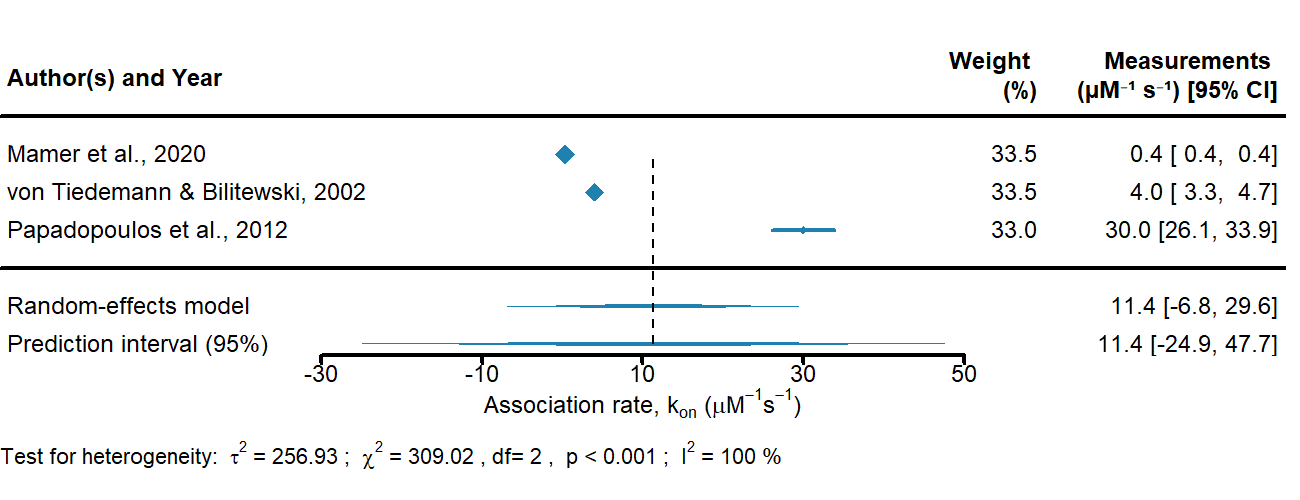 Author(s) and Year Weight (%) Measurements (µM⁻¹ s⁻¹) [95% CI]
Mamer et al., 2020 33.5 0.4 [ 0.4, 0.4]
von Tiedemann & Bilitewski, 2002 33.5 4.0 [ 3.3, 4.7]
Papadopoulos et al., 2012 33.0 30.0 [26.1, 33.9]
Random-effects model 11.4 [-6.8, 29.6]
Prediction interval (95%) 11.4 [-24.9, 47.7]
-30 -10 10 30 50
Association rate, kon (µM⁻¹s⁻¹)
Test for heterogeneity: τ² = 256.93 ; χ² = 309.02 , df= 2 , p < 0.001 ; I² = 100 %